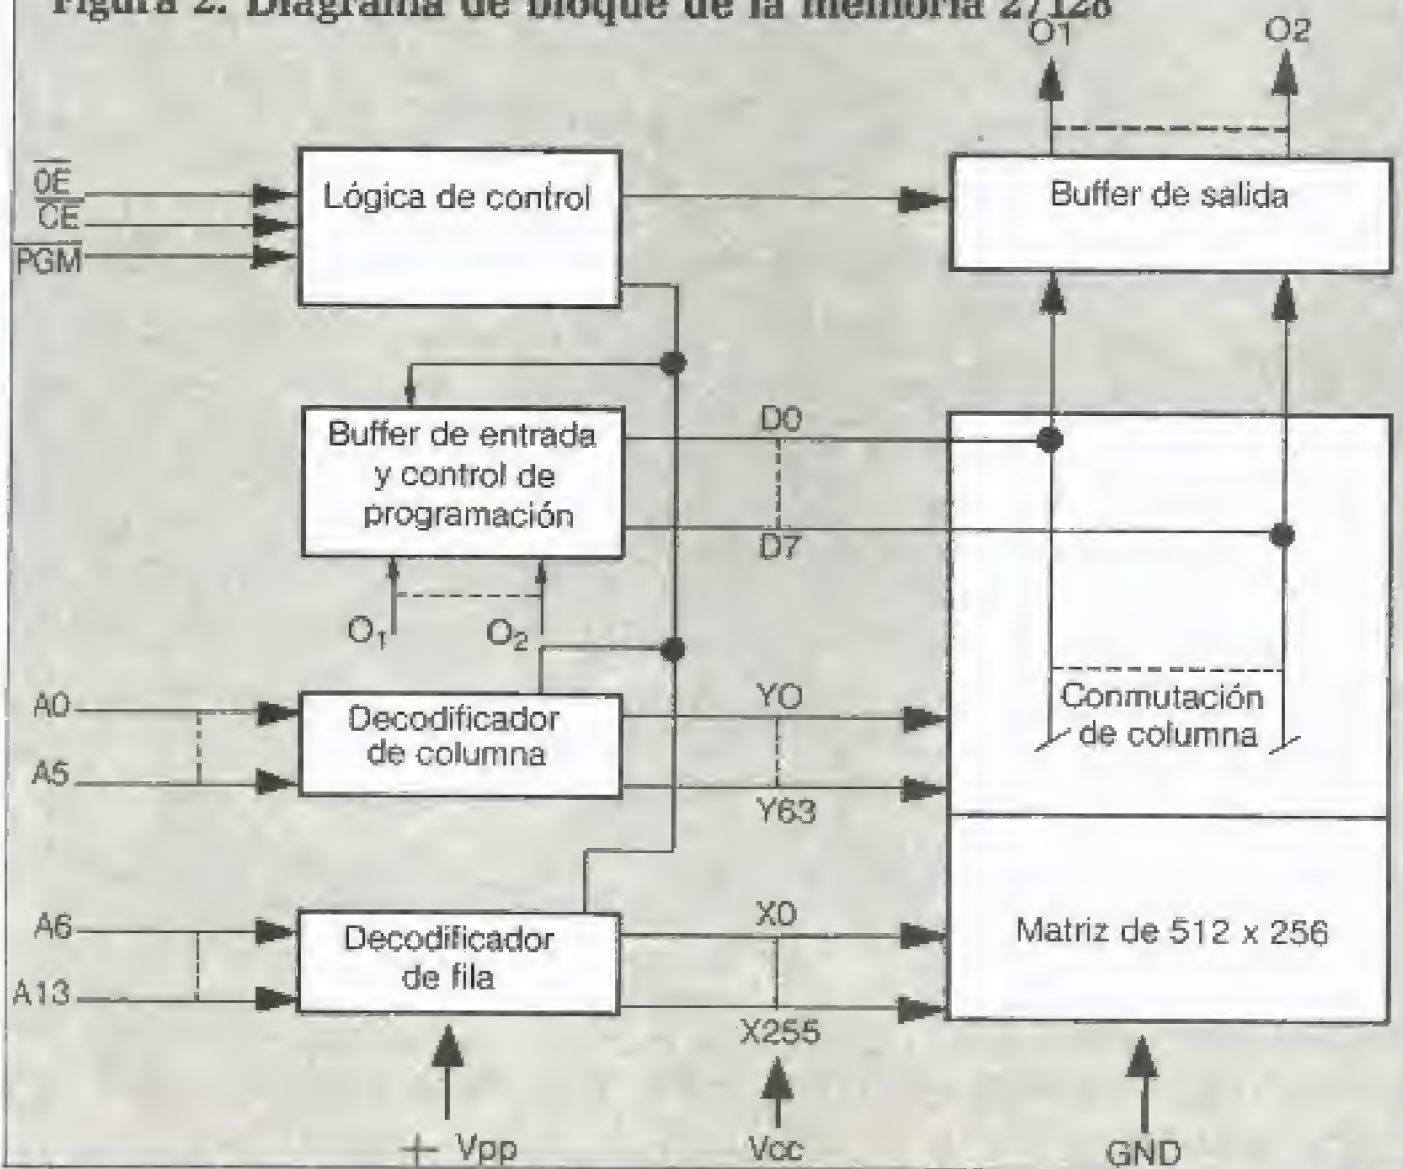 Figura 2. Diagrama de bloque de la memoria 27128
O1
O2
OE
CE
PGM
Lógica de control
Buffer de salida
Buffer de entrada
y control de
programación
D0
D7
O1
O2
A0
A5
Decodificador
de columna
Y0
Y63
Conmutación
de columna
A6
A13
Decodificador
de fila
X0
X255
Matriz de 512 x 256
+ Vpp
Vcc
GND